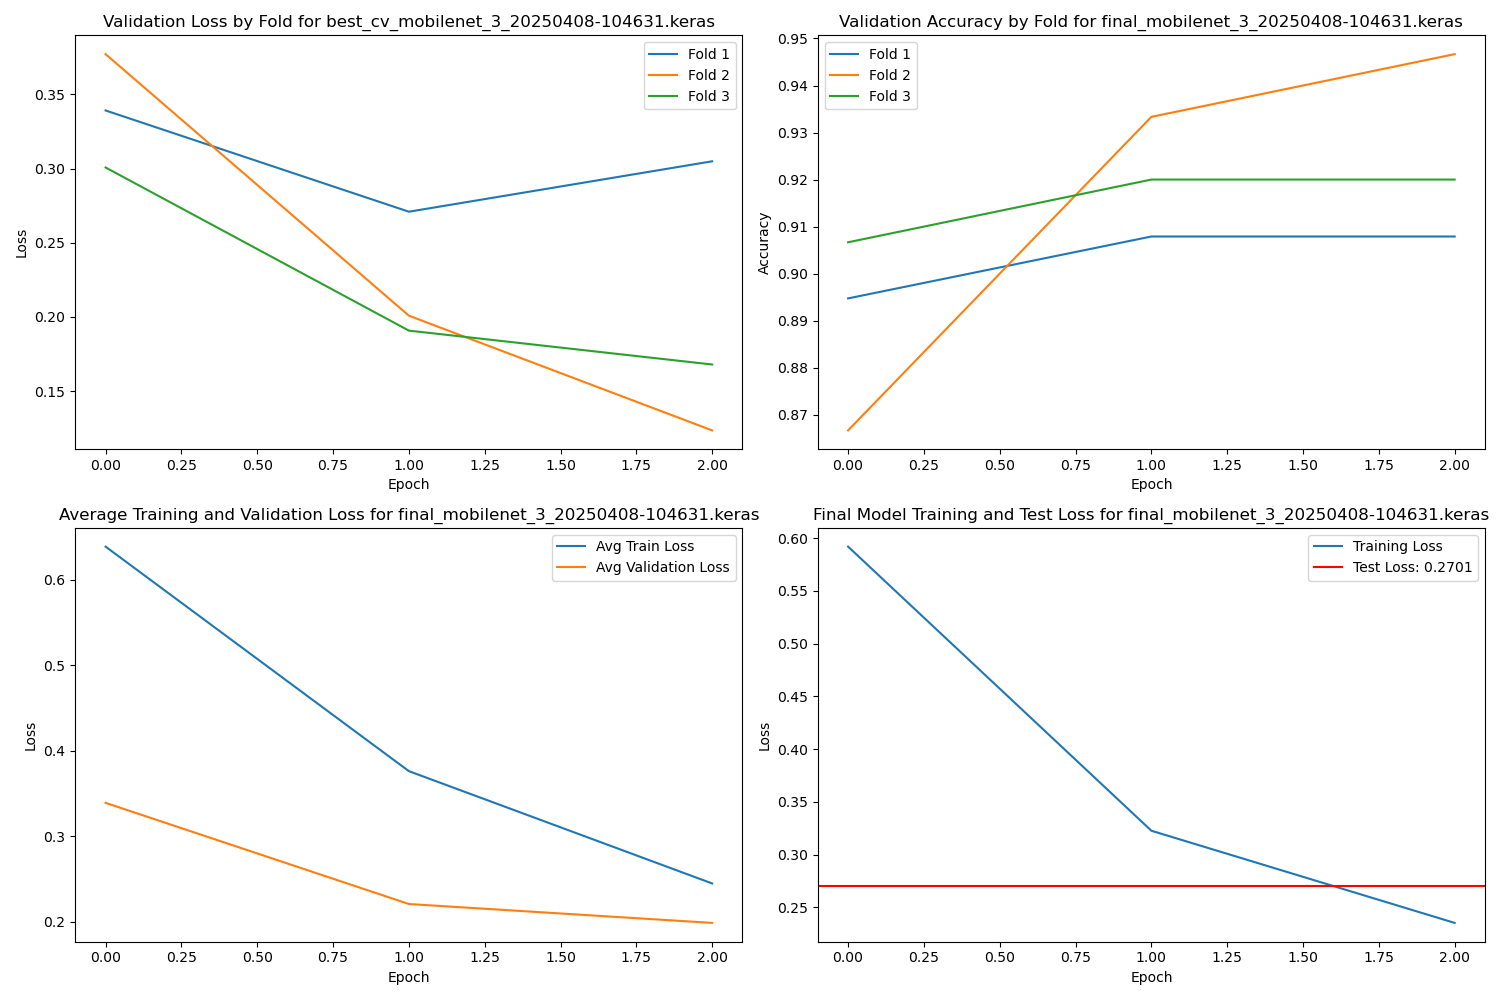 Validation Loss by Fold for best_cv_mobilenet_3_20250408-104631.keras
Fold 1
Fold 2
Fold 3
Loss
0.35
0.30
0.25
0.20
0.15
0.00 0.25 0.50 0.75 1.00 1.25 1.50 1.75 2.00
Epoch
Validation Accuracy by Fold for final_mobilenet_3_20250408-104631.keras
Fold 1
Fold 2
Fold 3
Accuracy
0.95
0.94
0.93
0.92
0.91
0.90
0.89
0.88
0.87
0.00 0.25 0.50 0.75 1.00 1.25 1.50 1.75 2.00
Epoch
Average Training and Validation Loss for final_mobilenet_3_20250408-104631.keras
Avg Train Loss
Avg Validation Loss
Loss
0.6
0.5
0.4
0.3
0.2
0.00 0.25 0.50 0.75 1.00 1.25 1.50 1.75 2.00
Epoch
Final Model Training and Test Loss for final_mobilenet_3_20250408-104631.keras
Training Loss
Test Loss: 0.2701
Loss
0.60
0.55
0.50
0.45
0.40
0.35
0.30
0.25
0.00 0.25 0.50 0.75 1.00 1.25 1.50 1.75 2.00
Epoch